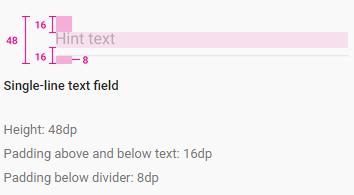 16
48
Hint text
16
8
Single-line text field
Height: 48dp
Padding above and below text: 16dp
Padding below divider: 8dp